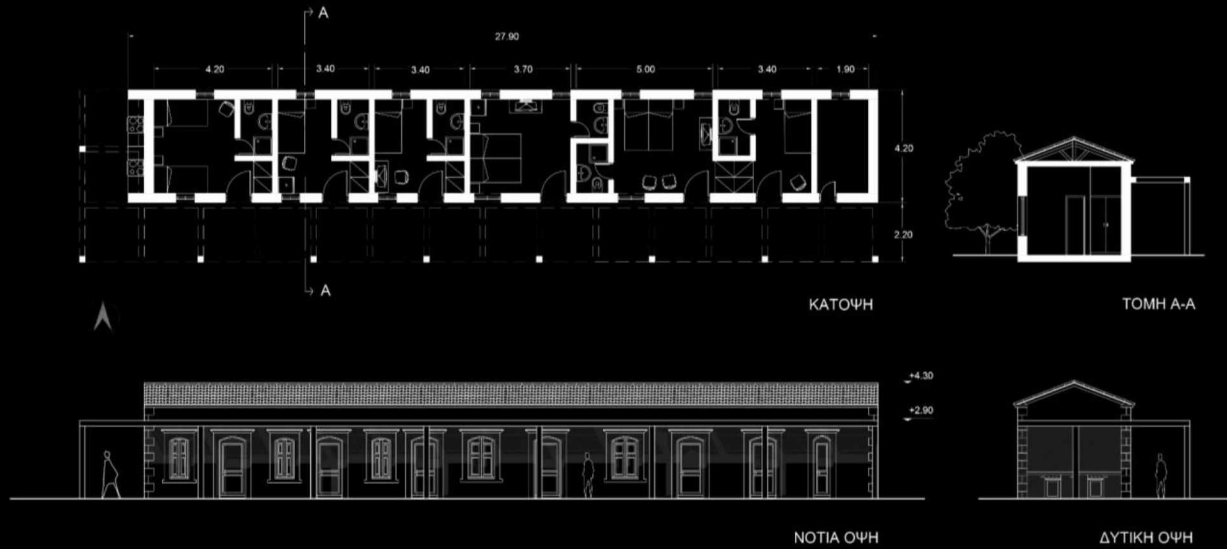 A
27.90
4.20 3.40 3.40 3.70 5.00 3.40 1.90
4.20
2.20
A
ΚΑΤΟΨΗ
ΤΟΜΗ Α-Α
+4.30
+2.90
ΝΟΤΙΑ ΟΨΗ
ΔΥΤΙΚΗ ΟΨΗ